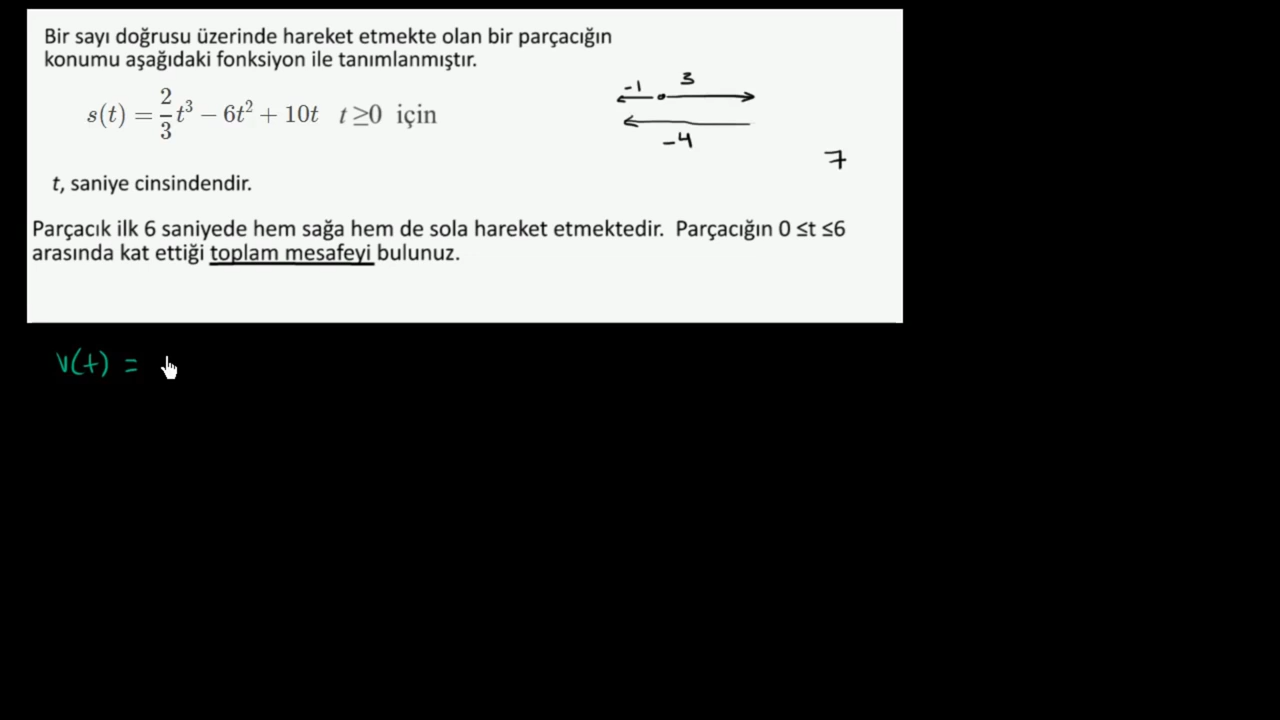 Bir sayı doğrusu üzerinde hareket etmekte olan bir parçacığın
konumu aşağıdaki fonksiyon ile tanımlanmıştır.
-1 3
s(t) = 2/3 t³ − 6t² + 10t t ≥0 için
-4
7
t, saniye cinsindendir.
Parçacık ilk 6 saniyede hem sağa hem de sola hareket etmektedir. Parçacığın 0 ≤t ≤6
arasında kat ettiği toplam mesafeyi bulunuz.
v(t) =